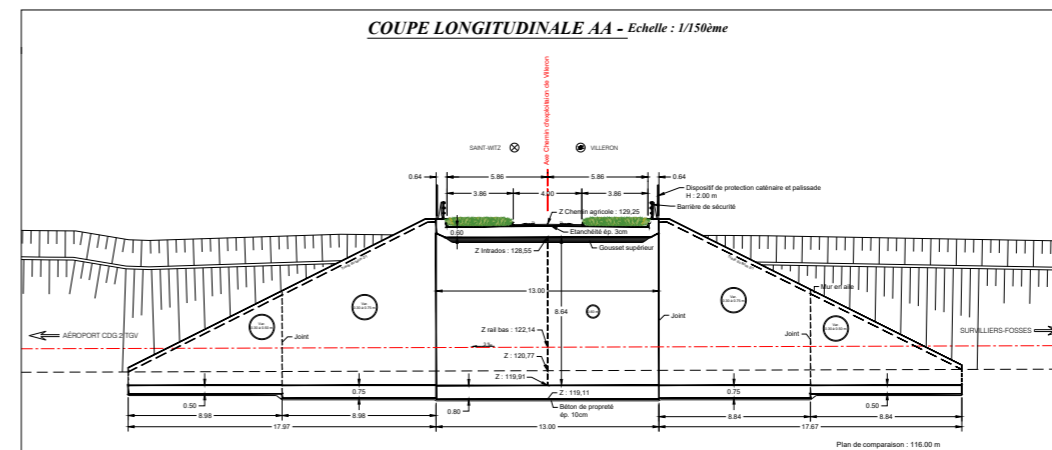 COUPE LONGITUDINALE AA - Echelle : 1/150ème
Axe Chemin d'exploitaion de Villeron
SAINT-WITZ
VILLERON
0.64
5.86
5.86
0.64
3.86
4.00
3.86
Dispositif de protection caténaire et palissade
H : 2.00 m
Barrière de sécurité
Z Chemin agricole : 129,25
Etanchéité ép. 3cm
0.60
Z Intrados : 128,55
Gousset supérieur
13.00
8.64
Mur en aile
AÉROPORT CDG 2 TGV
SURVILLIERS-FOSSES
Joint
Joint
Joint
Joint
Z rail bas : 122,14
Z : 120,77
Z : 119,91
Z : 119,11
Béton de propreté
ép. 10cm
0.50
0.75
0.80
0.75
0.50
8.98
8.98
8.84
8.84
17.97
13.00
17.67
Plan de comparaison : 116.00 m